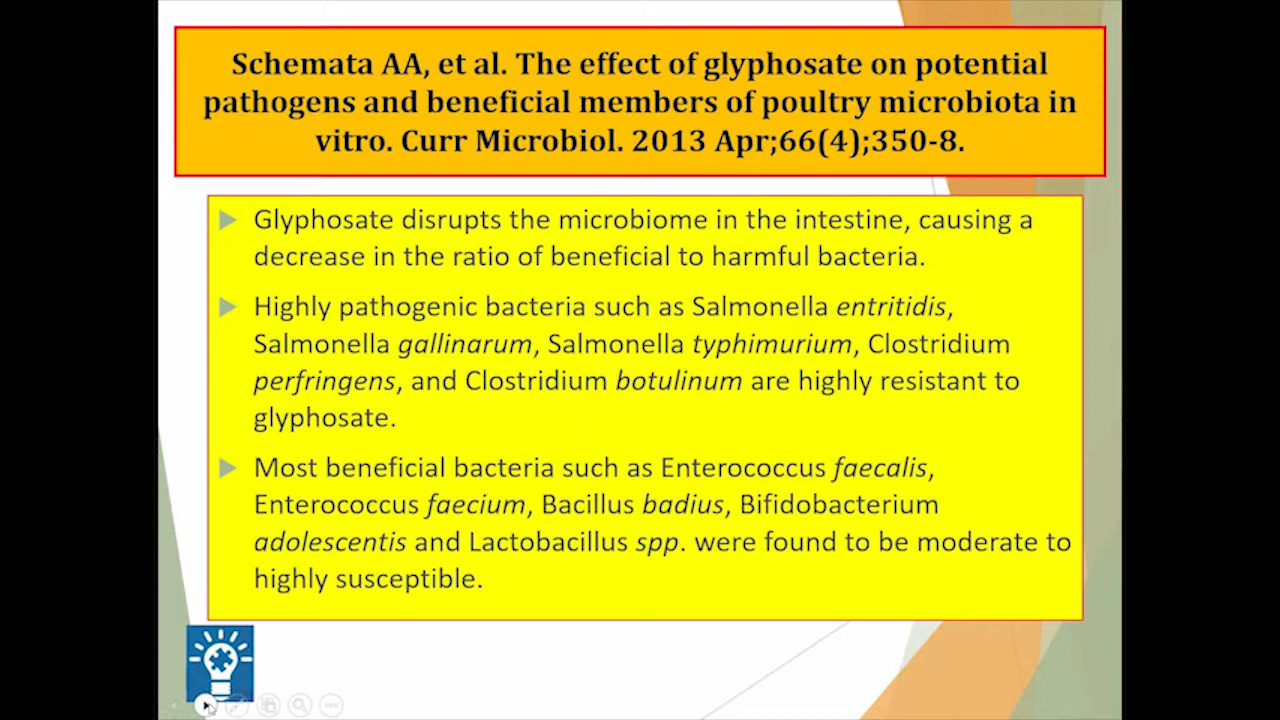 Schemata AA, et al. The effect of glyphosate on potential
pathogens and beneficial members of poultry microbiota in
vitro. Curr Microbiol. 2013 Apr;66(4);350-8.
Glyphosate disrupts the microbiome in the intestine, causing a
decrease in the ratio of beneficial to harmful bacteria.
Highly pathogenic bacteria such as Salmonella entritidis,
Salmonella gallinarum, Salmonella typhimurium, Clostridium
perfringens, and Clostridium botulinum are highly resistant to
glyphosate.
Most beneficial bacteria such as Enterococcus faecalis,
Enterococcus faecium, Bacillus badius, Bifidobacterium
adolescentis and Lactobacillus spp. were found to be moderate to
highly susceptible.